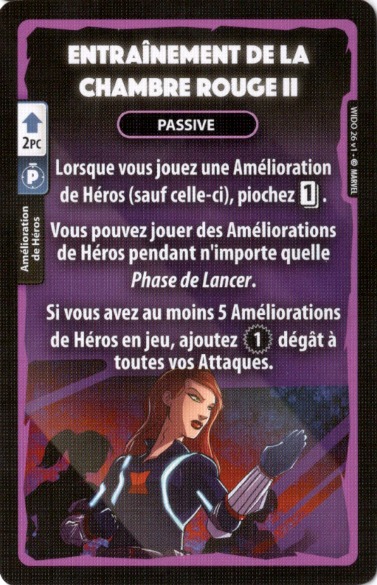 ENTRAÎNEMENT DE LA
CHAMBRE ROUGE II
PASSIVE
2PC
P
Amélioration
de Héros
WIDO 26 v1 - © MARVEL
Lorsque vous jouez une Amélioration
de Héros (sauf celle-ci), piochez 1.
Vous pouvez jouer des Améliorations
de Héros pendant n'importe quelle
Phase de Lancer.
Si vous avez au moins 5 Améliorations
de Héros en jeu, ajoutez 1 dégât à
toutes vos Attaques.